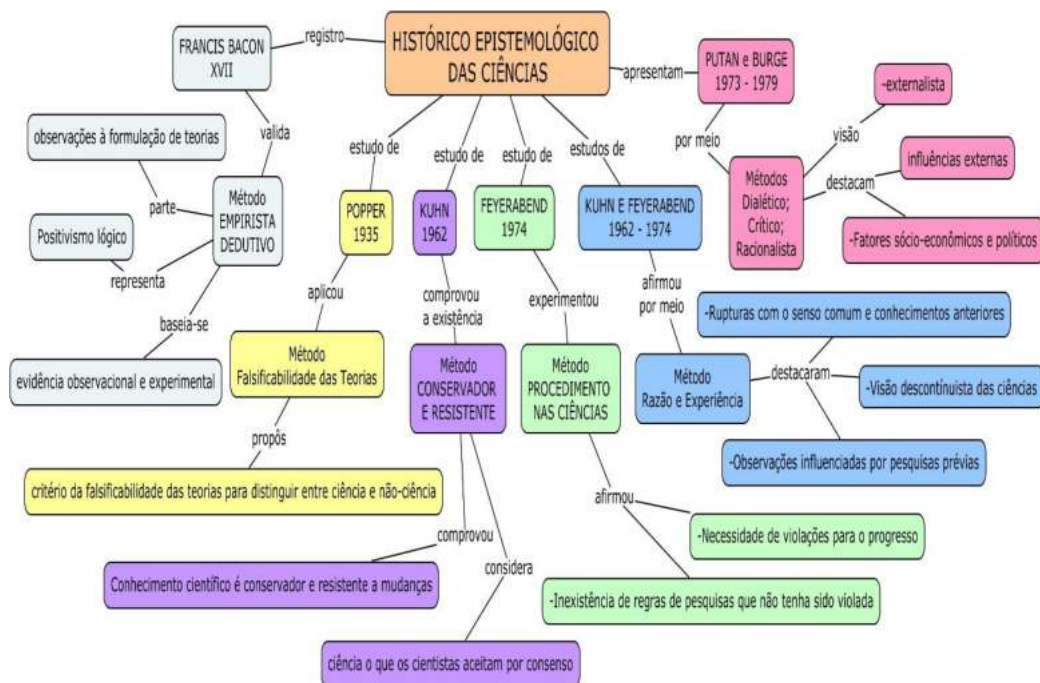 HISTÓRICO EPISTEMOLÓGICO
DAS CIÊNCIAS
registro
FRANCIS BACON
XVII
valida
Método
EMPIRISTA
DEDUTIVO
parte
observações à formulação de teorias
representa
Positivismo lógico
baseia-se
evidência observacional e experimental
estudo de
POPPER
1935
aplicou
Método
Falsificabilidade das Teorias
propôs
critério da falsificabilidade das teorias para distinguir entre ciência e não-ciência
estudo de
KUHN
1962
comprovou
a existência
Método
CONSERVADOR
E RESISTENTE
comprovou
Conhecimento científico é conservador e resistente a mudanças
considera
ciência o que os cientistas aceitam por consenso
estudo de
FEYERABEND
1974
experimentou
Método
PROCEDIMENTO
NAS CIÊNCIAS
afirmou
-Necessidade de violações para o progresso
-Inexistência de regras de pesquisas que não tenha sido violada
estudos de
KUHN E FEYERABEND
1962 - 1974
afirmou
por meio
Método
Razão e Experiência
destacaram
-Rupturas com o senso comum e conhecimentos anteriores
-Visão descontínuista das ciências
-Observações influenciadas por pesquisas prévias
apresentam
PUTAN e BURGE
1973 - 1979
por meio
Métodos
Dialético;
Crítico;
Racionalista
visão
-externalista
destacam
influências externas
-Fatores sócio-econômicos e políticos